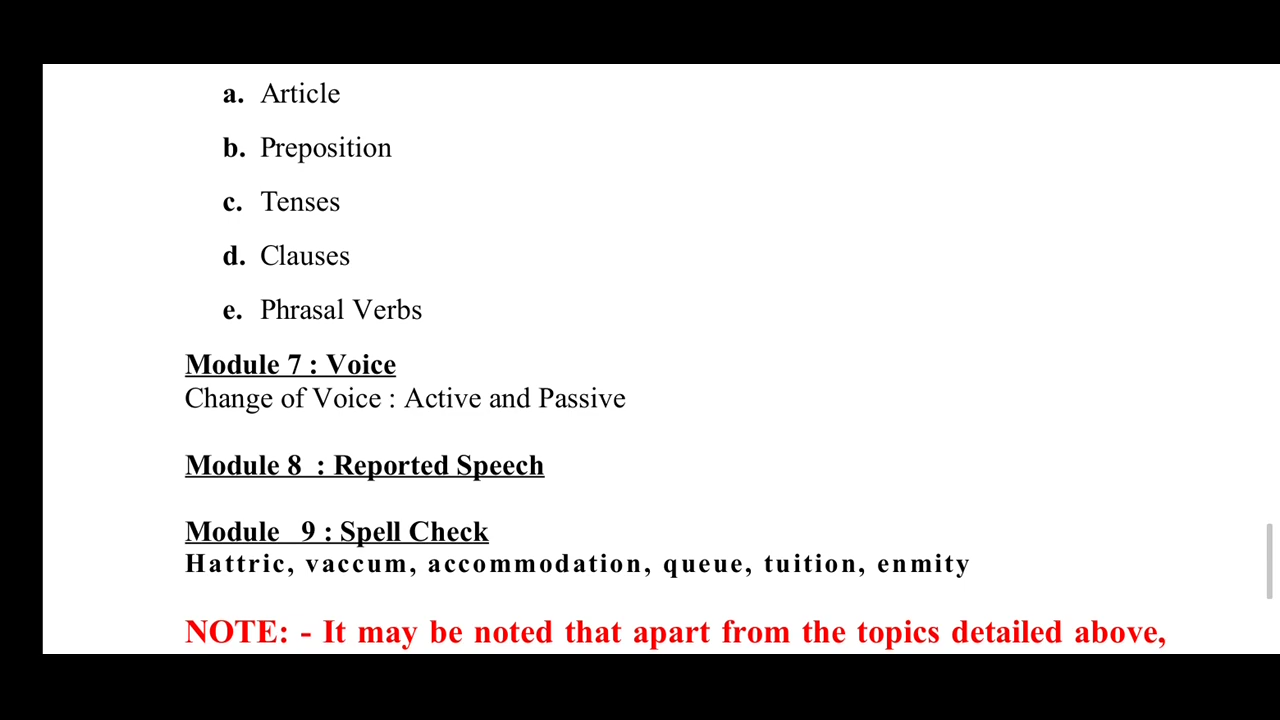 a. Article
b. Preposition
c. Tenses
d. Clauses
e. Phrasal Verbs
Module 7 : Voice
Change of Voice : Active and Passive
Module 8 : Reported Speech
Module 9 : Spell Check
Hattric, vaccum, accommodation, queue, tuition, enmity
NOTE: - It may be noted that apart from the topics detailed above,